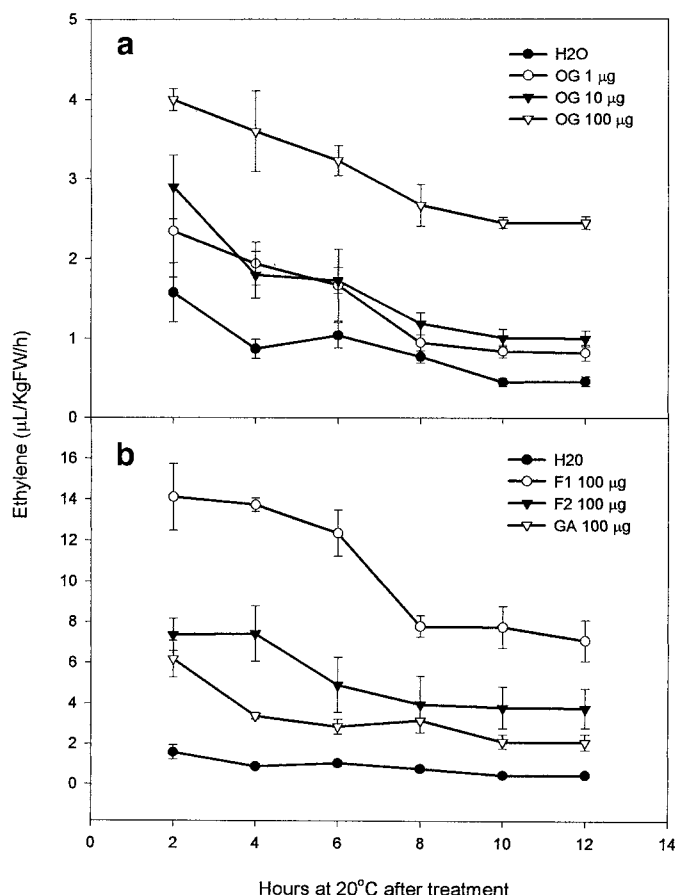 a
H2O
OG 1 μg
OG 10 μg
OG 100 μg
5
4
3
2
1
0
Ethylene (μL/KgFW/h)
b
H20
F1 100 μg
F2 100 μg
GA 100 μg
16
14
12
10
8
6
4
2
0
0 2 4 6 8 10 12 14
Hours at 20°C after treatment